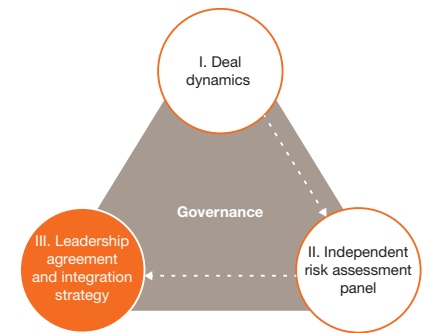 I. Deal
dynamics
Governance
III. Leadership
agreement
and integration
strategy
II. Independent
risk assessment
panel